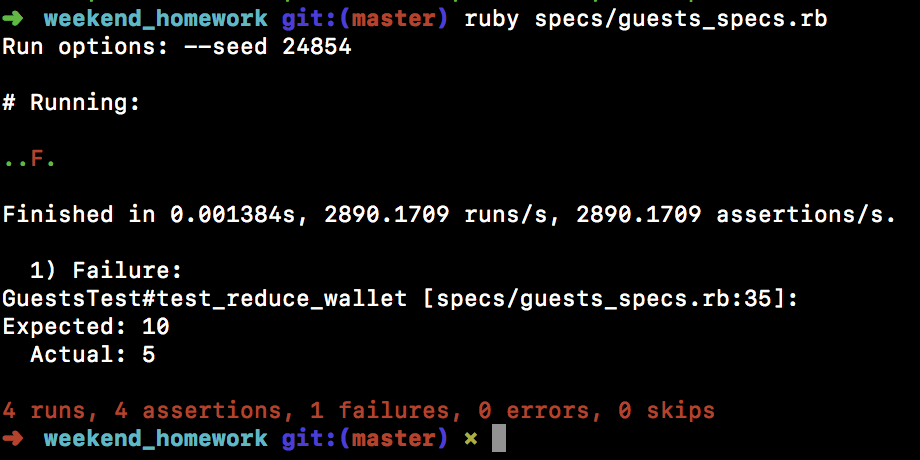 ➜ weekend_homework git:(master) ruby specs/guests_specs.rb
Run options: --seed 24854
# Running:
..F.
Finished in 0.001384s, 2890.1709 runs/s, 2890.1709 assertions/s.
1) Failure:
GuestsTest#test_reduce_wallet [specs/guests_specs.rb:35]:
Expected: 10
Actual: 5
4 runs, 4 assertions, 1 failures, 0 errors, 0 skips
➜ weekend_homework git:(master) ✖